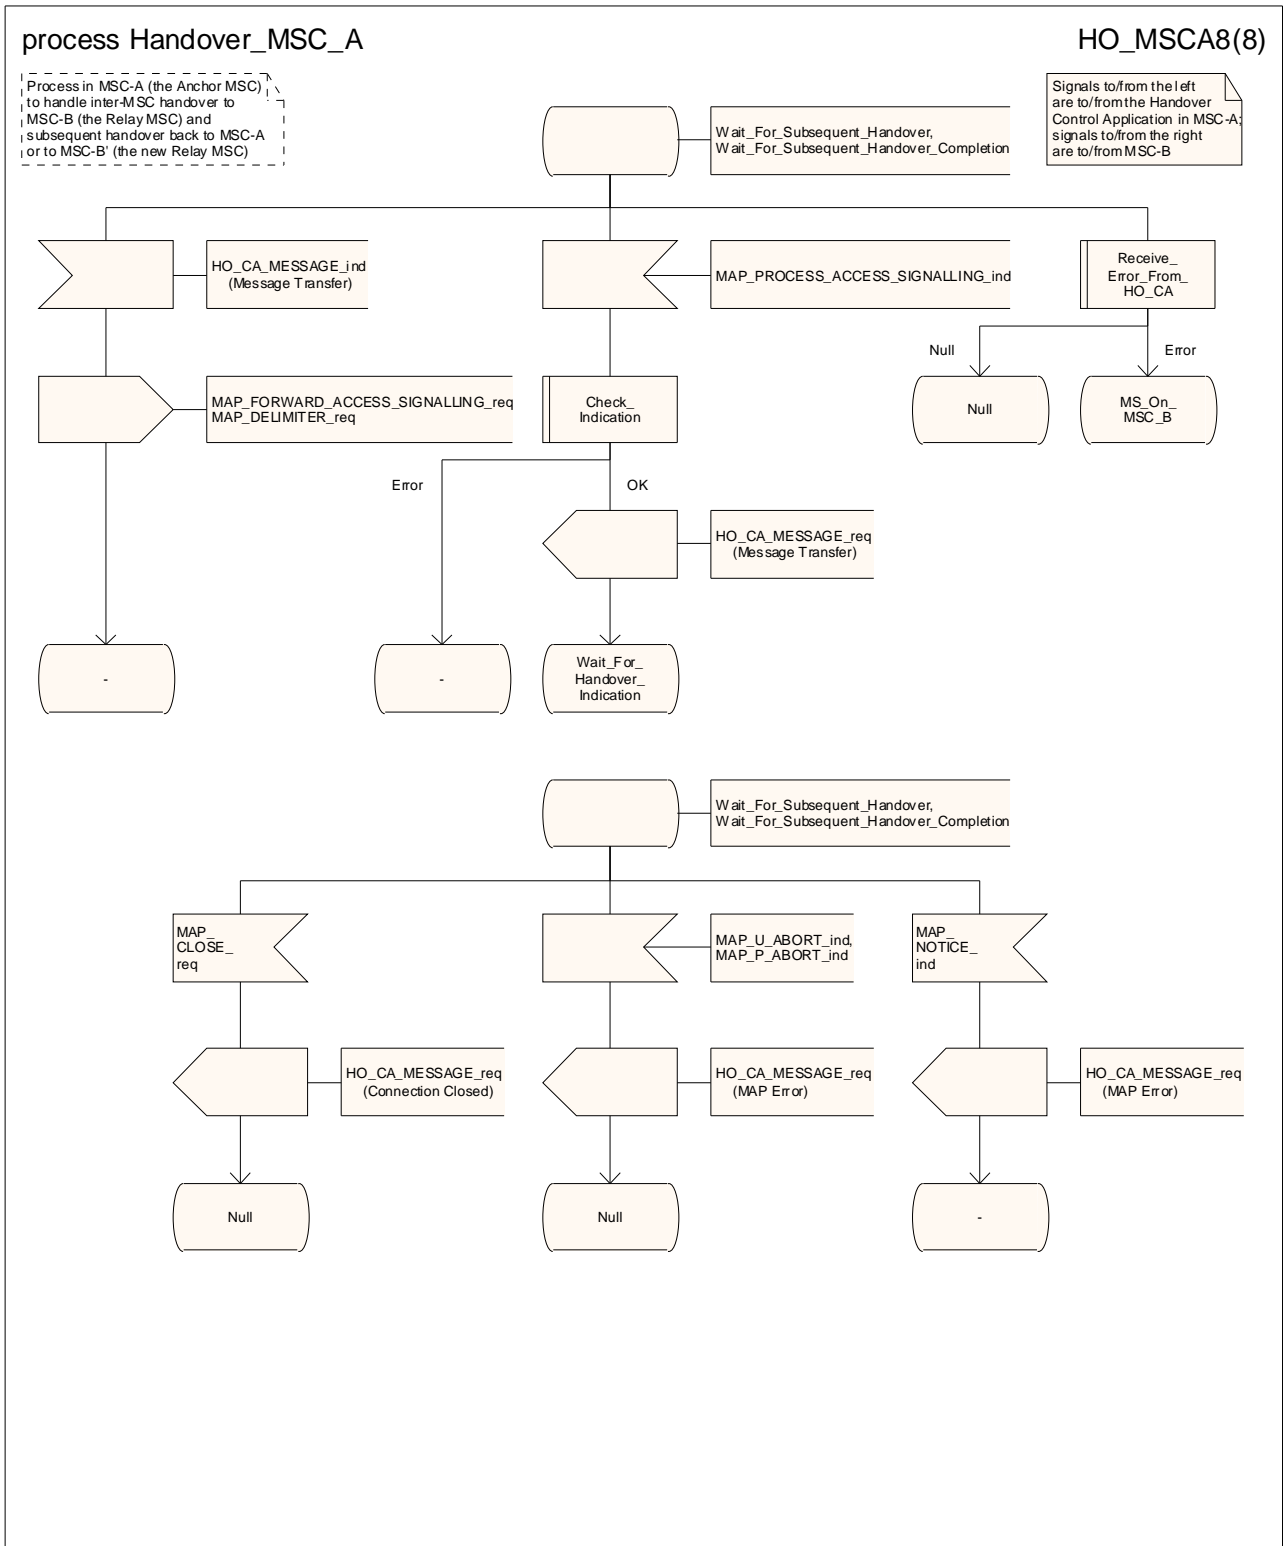 process Handover_MSC_A
HO_MSCA8(8)
Process in MSC-A (the Anchor MSC)
to handle inter-MSC handover to
MSC-B (the Relay MSC) and
subsequent handover back to MSC-A
or to MSC-B' (the new Relay MSC)
Signals to/from the left
are to/from the Handover
Control Application in MSC-A;
signals to/from the right
are to/from MSC-B
Wait_For_Subsequent_Handover,
Wait_For_Subsequent_Handover_Completion
HO_CA_MESSAGE_ind
(Message Transfer)
MAP_PROCESS_ACCESS_SIGNALLING_ind
Receive_
Error_From_
HO_CA
Null
Error
MAP_FORWARD_ACCESS_SIGNALLING_req
MAP_DELIMITER_req
Check_
Indication
Null
MS_On_
MSC_B
Error
OK
HO_CA_MESSAGE_req
(Message Transfer)
-
-
Wait_For_
Handover_
Indication
Wait_For_Subsequent_Handover,
Wait_For_Subsequent_Handover_Completion
MAP_
CLOSE_
req
MAP_U_ABORT_ind,
MAP_P_ABORT_ind
MAP_
NOTICE_
ind
HO_CA_MESSAGE_req
(Connection Closed)
HO_CA_MESSAGE_req
(MAP Error)
HO_CA_MESSAGE_req
(MAP Error)
Null
Null
-